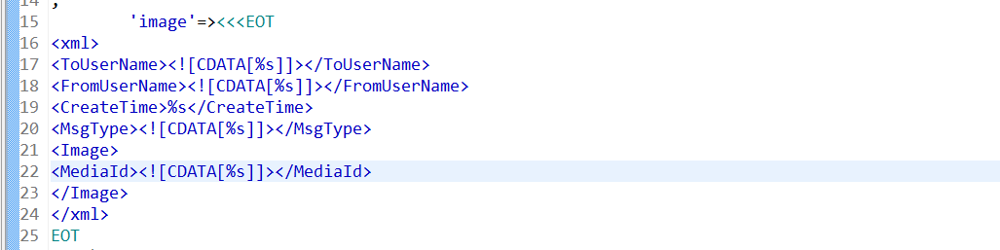 14 ,
15 'image'=><<<EOT
16 <xml>
17 <ToUserName><![CDATA[%s]]></ToUserName>
18 <FromUserName><![CDATA[%s]]></FromUserName>
19 <CreateTime>%s</CreateTime>
20 <MsgType><![CDATA[%s]]></MsgType>
21 <Image>
22 <MediaId><![CDATA[%s]]></MediaId>
23 </Image>
24 </xml>
25 EOT